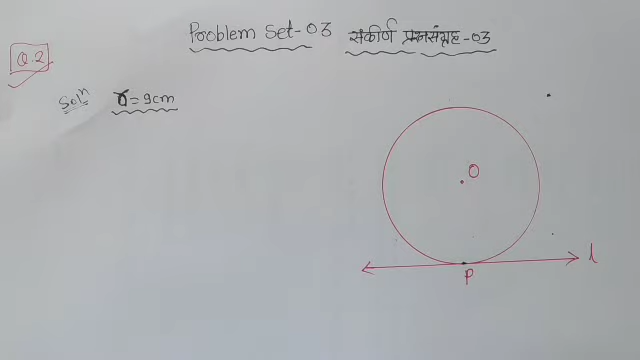 Problem Set-03 संकीर्ण प्रश्नसंग्रह-03
Q.2
Solⁿ r = 9cm
O
l
P